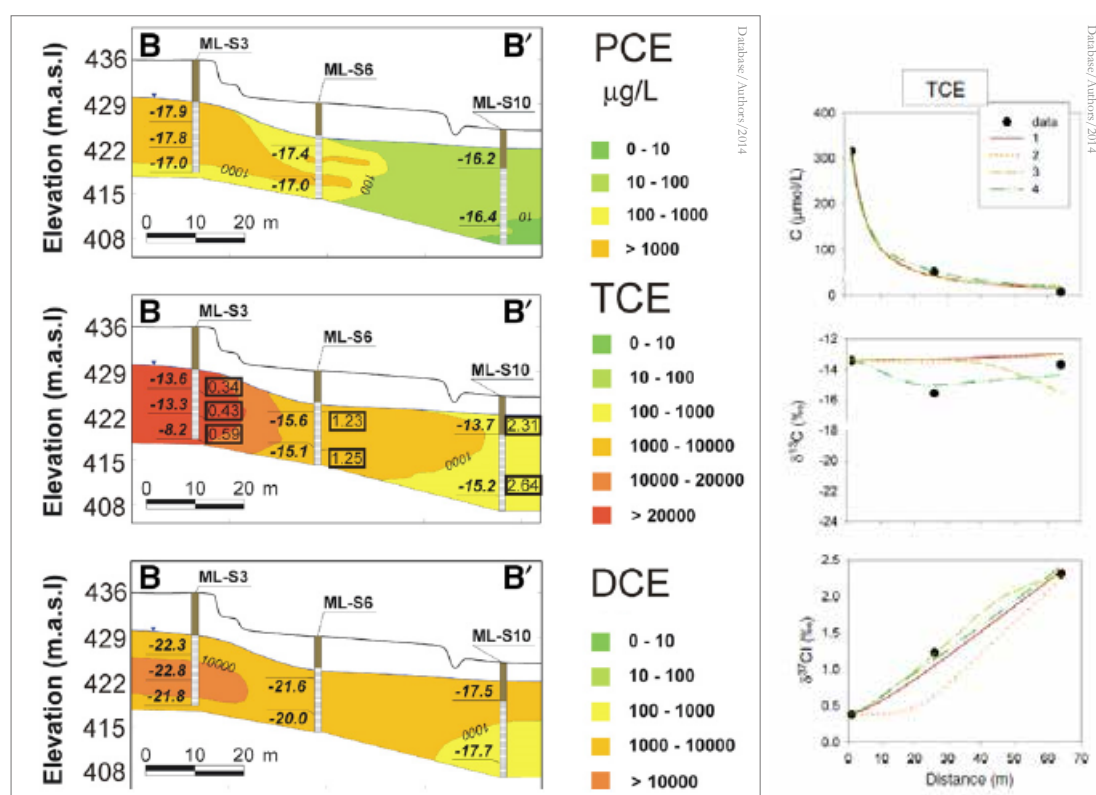 B
B′
ML-S3
ML-S6
ML-S10
Elevation (m.a.s.l)
436
429
422
415
408
-17.9
-17.8
-17.0
-17.4
-17.0
-16.2
-16.4
1000
100
10
0 10 20 m
PCE
μg/L
0 - 10
10 - 100
100 - 1000
> 1000
B
B′
ML-S3
ML-S6
ML-S10
Elevation (m.a.s.l)
436
429
422
415
408
-13.6 0.34
-13.3 0.43
-8.2 0.59
-15.6 1.23
-15.1 1.25
-13.7 2.31
-15.2 2.64
1000
0 10 20 m
TCE
0 - 10
10 - 100
100 - 1000
1000 - 10000
10000 - 20000
> 20000
B
B′
ML-S3
ML-S6
ML-S10
Elevation (m.a.s.l)
436
429
422
415
408
-22.3
-22.8
-21.8
-21.6
-20.0
-17.5
-17.7
10000
1000
0 10 20 m
DCE
0 - 10
10 - 100
100 - 1000
1000 - 10000
> 10000
Database/Authors/2014
TCE
data
1
2
3
4
C (μmol/L)
400
300
200
100
0
δ¹³C (‰)
-12
-14
-16
-18
-20
-22
-24
δ³⁷Cl (‰)
2.5
2.0
1.5
1.0
0.5
0.0
0 10 20 30 40 50 60 70
Distance (m)
Database/Authors/2014